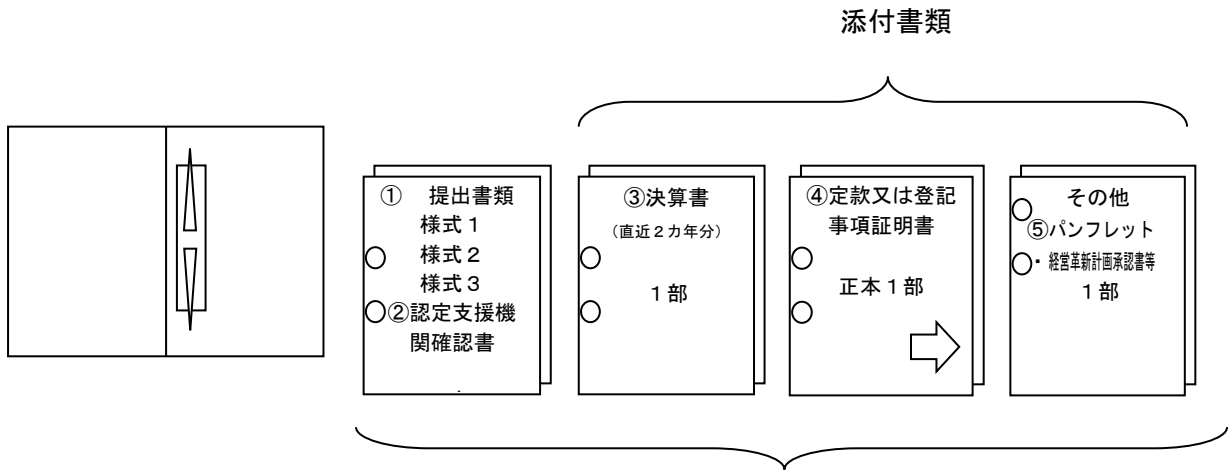 添付書類
① 提出書類
様式1
様式2
様式3
②認定支援機
関確認書
③決算書
（直近２カ年分）
１部
④定款又は登記
事項証明書
正本１部
その他
⑤パンフレット
・経営革新計画承認書等
１部